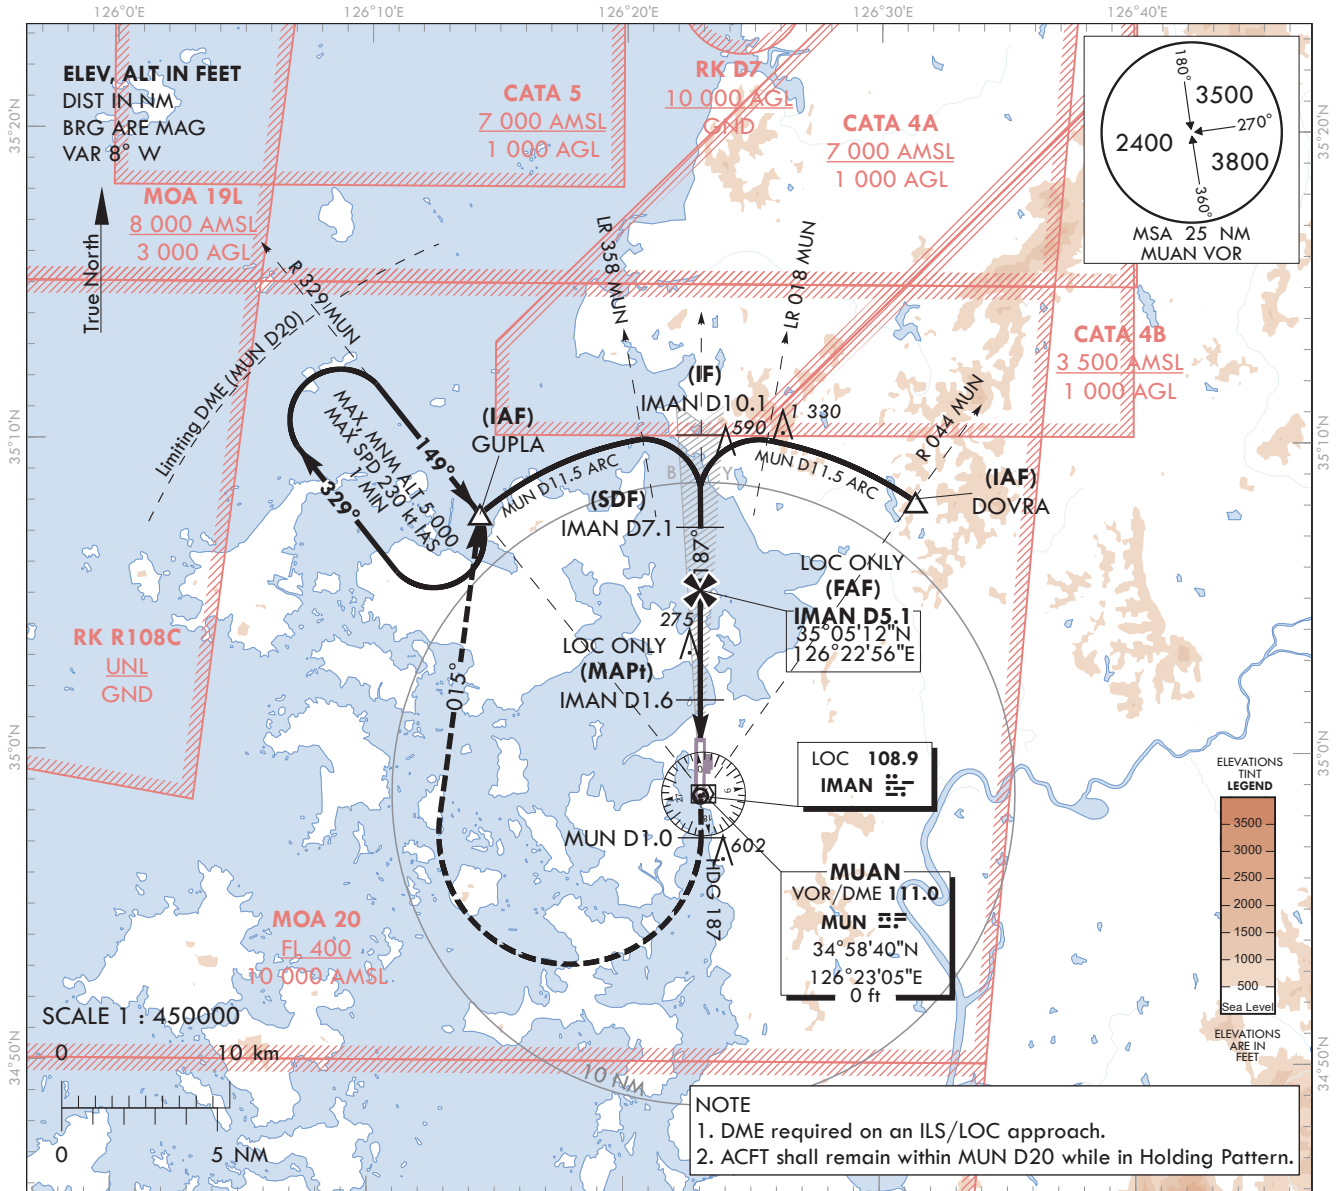 126°0'E
126°10'E
126°20'E
126°30'E
126°40'E
35°20'N
35°20'N
35°10'N
35°10'N
35°0'N
35°0'N
34°50'N
34°50'N
ELEV, ALT IN FEET
DIST IN NM
BRG ARE MAG
VAR 8° W
True North
MOA 19L
8 000 AMSL
3 000 AGL
CATA 5
7 000 AMSL
1 000 AGL
RK D7
10 000 AGL
GND
CATA 4A
7 000 AMSL
1 000 AGL
180°
3500
270°
2400
3800
360°
MSA 25 NM
MUAN VOR
CATA 4B
3 500 AMSL
1 000 AGL
R 329 MUN
Limiting DME (MUN D20)
LR 358 MUN
LR 018 MUN
R 044 MUN
MAX, MNM ALT 5 000
MAX SPD 230 kt IAS
1 MIN
149°
329°
(IAF)
GUPLA
MUN D11.5 ARC
(IF)
IMAN D10.1
590
1 330
MUN D11.5 ARC
(IAF)
DOVRA
B Y
(SDF)
IMAN D7.1
187°
LOC ONLY
(FAF)
IMAN D5.1
35°05'12"N
126°22'56"E
275
LOC ONLY
(MAPt)
IMAN D1.6
015°
RK R108C
UNL
GND
LOC 108.9
IMAN
0
6
18
MUN D1.0
602
HDG 187
MUAN
VOR/DME 111.0
MUN
34°58'40"N
126°23'05"E
0 ft
MOA 20
FL 400
10 000 AMSL
ELEVATIONS
TINT
LEGEND
3500
3000
2500
2000
1500
1000
500
Sea Level
ELEVATIONS
ARE IN
FEET
SCALE 1 : 450000
0 10 km
0 5 NM
10 NM
NOTE
1. DME required on an ILS/LOC approach.
2. ACFT shall remain within MUN D20 while in Holding Pattern.